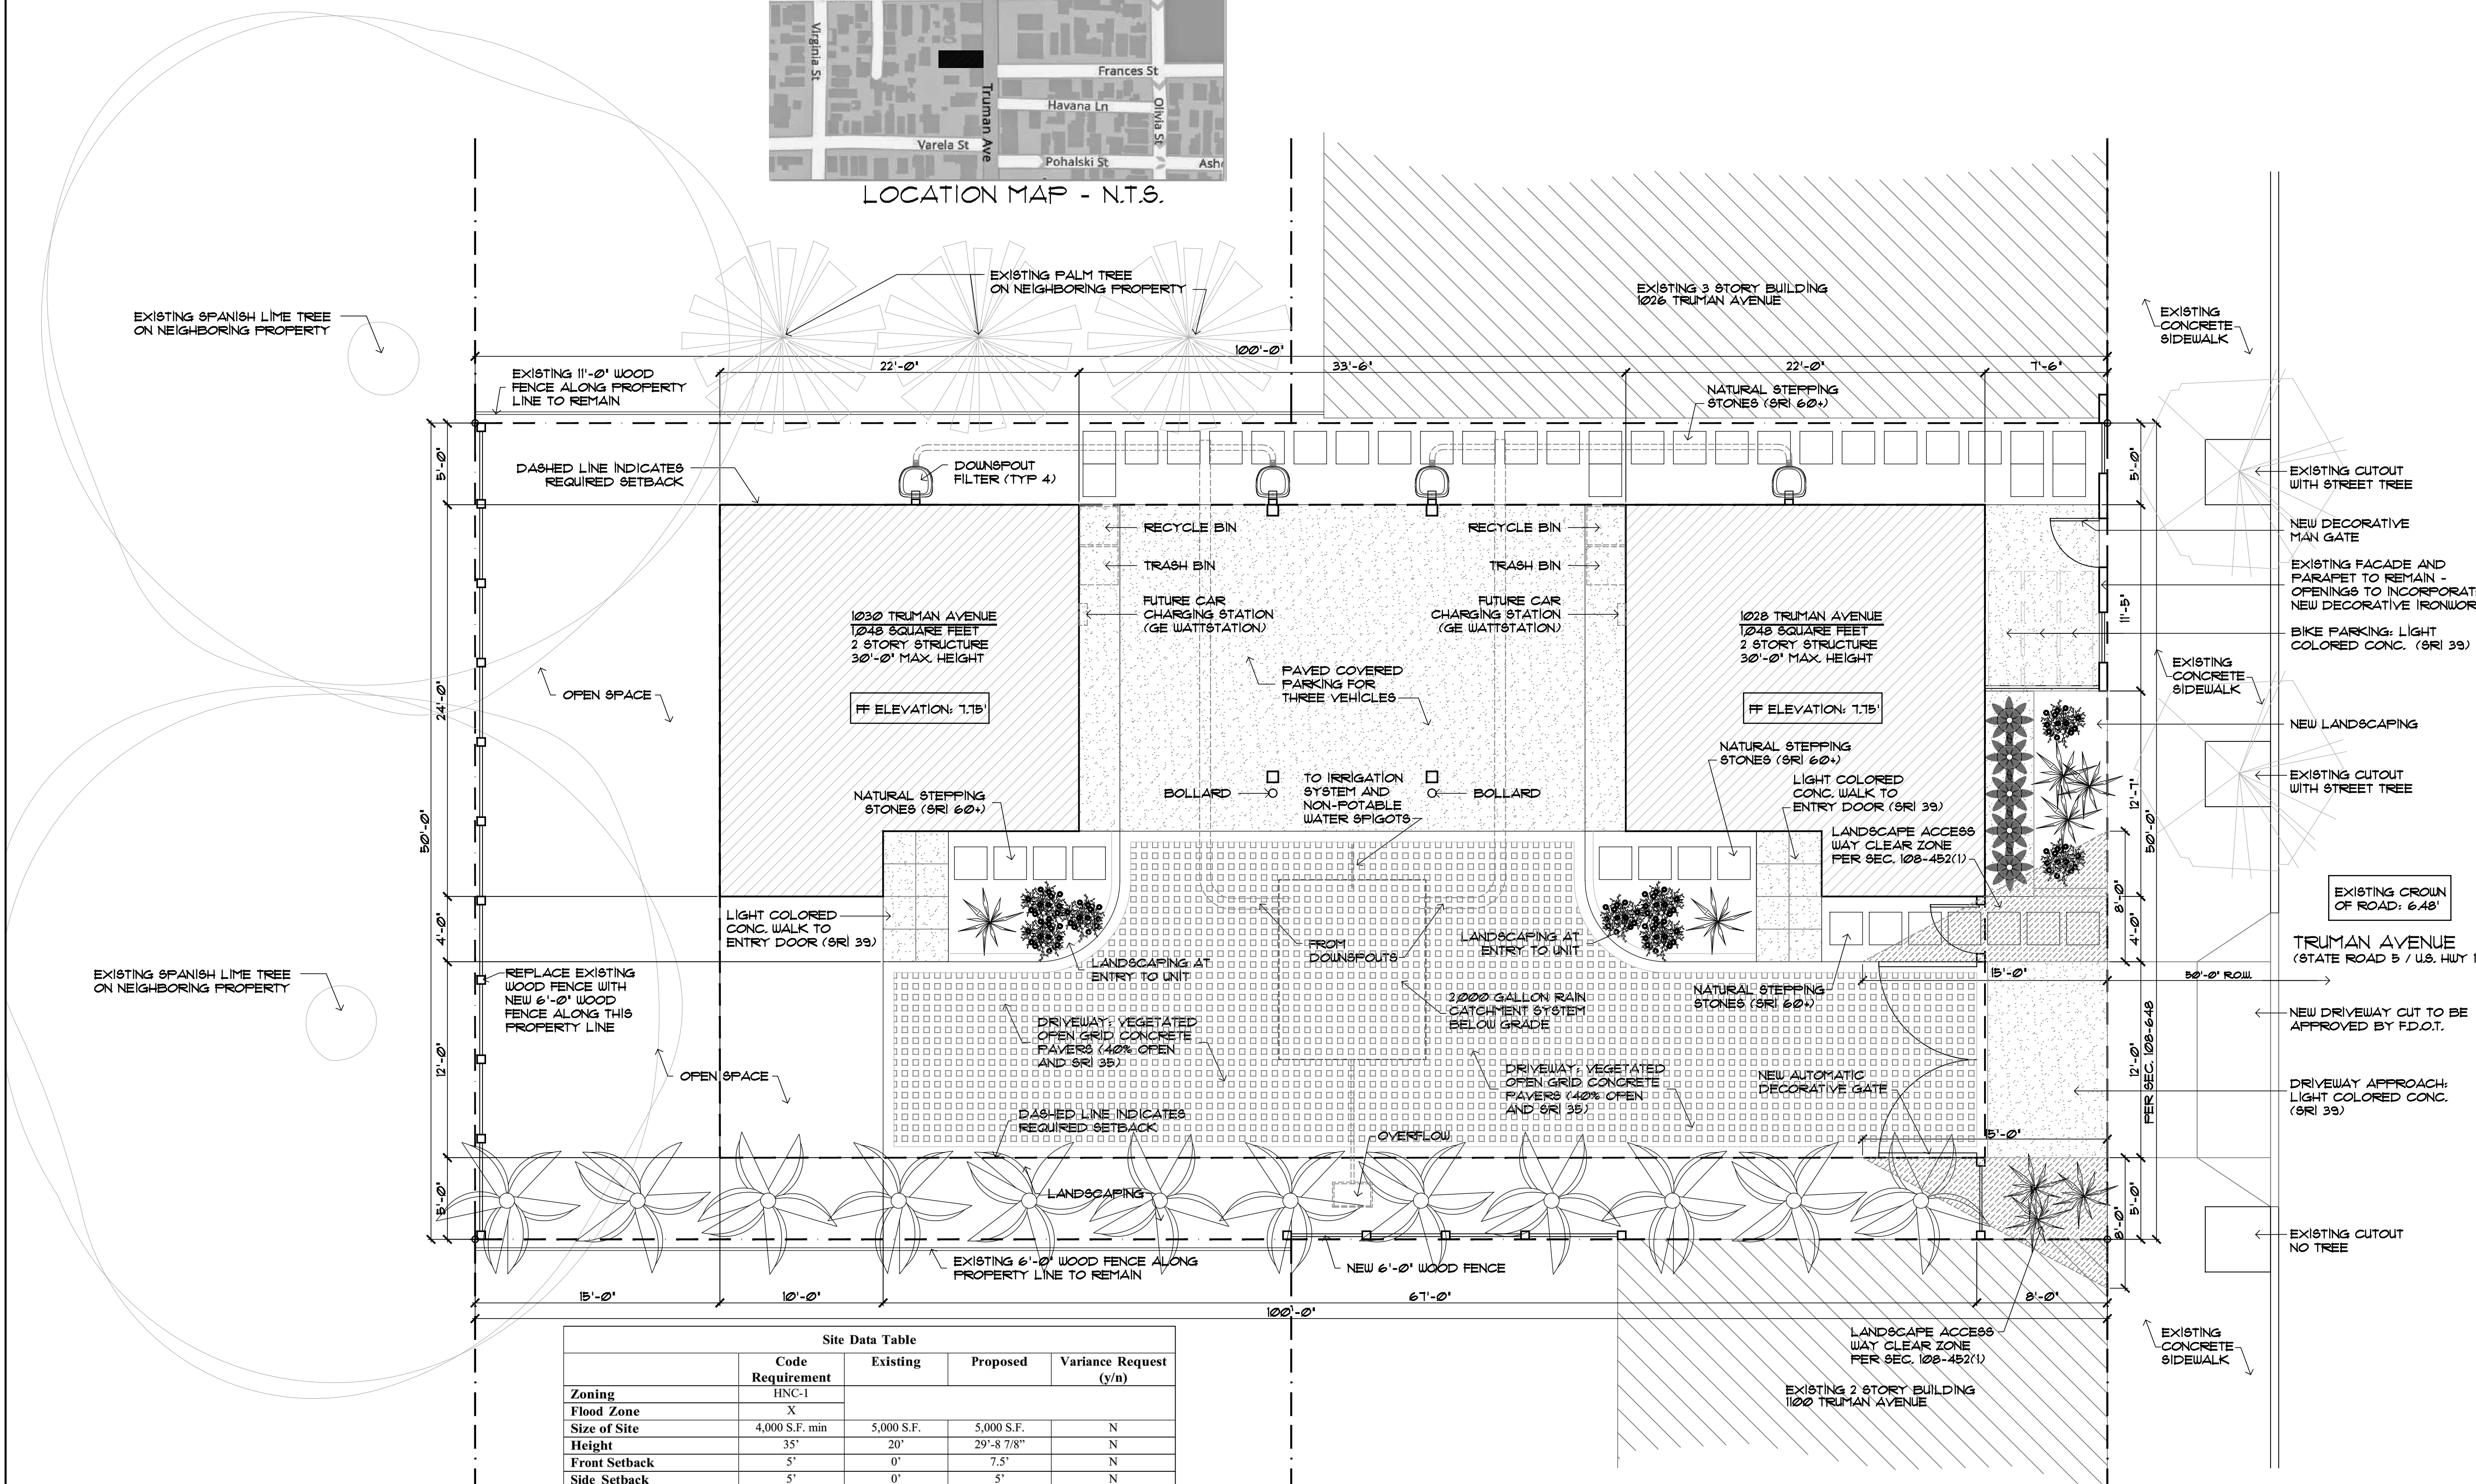 Virginia St
Truman Ave
Frances St
Havana Ln
Olivia St
Varela St
Pohalski St
LOCATION MAP - N.T.S.
EXISTING SPANISH LIME TREE
ON NEIGHBORING PROPERTY
EXISTING PALM TREE
ON NEIGHBORING PROPERTY
EXISTING 3 STORY BUILDING
1026 TRUMAN AVENUE
EXISTING
CONCRETE
SIDEWALK
100'-0"
22'-0"
33'-6"
22'-0"
7'-6"
EXISTING 11'-0" WOOD
FENCE ALONG PROPERTY
LINE TO REMAIN
NATURAL STEPPING
STONES (SRI 60+)
5'-0"
DASHED LINE INDICATES
REQUIRED SETBACK
DOWNSPOUT
FILTER (TYP 4)
5'-0"
EXISTING CUTOUT
WITH STREET TREE
RECYCLE BIN
RECYCLE BIN
NEW DECORATIVE
MAN GATE
TRASH BIN
TRASH BIN
EXISTING FACADE AND
PARAPET TO REMAIN -
OPENINGS TO INCORPORAT
NEW DECORATIVE IRONWOR
FUTURE CAR
CHARGING STATION
(GE WATTSTATION)
FUTURE CAR
CHARGING STATION
(GE WATTSTATION)
1030 TRUMAN AVENUE
1,048 SQUARE FEET
2 STORY STRUCTURE
30'-0" MAX. HEIGHT
1028 TRUMAN AVENUE
1,048 SQUARE FEET
2 STORY STRUCTURE
30'-0" MAX. HEIGHT
11'-5"
BIKE PARKING: LIGHT
COLORED CONC. (SRI 39)
PAVED COVERED
PARKING FOR
THREE VEHICLES
EXISTING
CONCRETE
SIDEWALK
OPEN SPACE
24'-0"
FF ELEVATION: 7.75'
FF ELEVATION: 7.75'
NEW LANDSCAPING
NATURAL STEPPING
STONES (SRI 60+)
LIGHT COLORED
CONC. WALK TO
ENTRY DOOR (SRI 39)
EXISTING CUTOUT
WITH STREET TREE
NATURAL STEPPING
STONES (SRI 60+)
BOLLARD
TO IRRIGATION
SYSTEM AND
NON-POTABLE
WATER SPIGOTS
BOLLARD
12'-7"
50'-0"
50'-0"
LANDSCAPE ACCESS
WAY CLEAR ZONE
PER SEC. 108-452(1)
EXISTING CROWN
OF ROAD: 6.48'
8'-0"
4'-0"
4'-0"
LIGHT COLORED
CONC. WALK TO
ENTRY DOOR (SRI 39)
LANDSCAPING AT
ENTRY TO UNIT
FROM
DOWNSPOUTS
LANDSCAPING AT
ENTRY TO UNIT
TRUMAN AVENUE
(STATE ROAD 5 / U.S. HWY 1
EXISTING SPANISH LIME TREE
ON NEIGHBORING PROPERTY
REPLACE EXISTING
WOOD FENCE WITH
NEW 6'-0" WOOD
FENCE ALONG THIS
PROPERTY LINE
15'-0"
50'-0" R.O.W.
NATURAL STEPPING
STONES (SRI 60+)
2,000 GALLON RAIN
CATCHMENT SYSTEM
BELOW GRADE
NEW DRIVEWAY CUT TO BE
APPROVED BY F.D.O.T.
DRIVEWAY: VEGETATED
OPEN GRID CONCRETE
PAVERS (40% OPEN
AND SRI 35)
12'-0"
12'-0"
PER SEC. 108-648
OPEN SPACE
DRIVEWAY: VEGETATED
OPEN GRID CONCRETE
PAVERS (40% OPEN
AND SRI 35)
NEW AUTOMATIC
DECORATIVE GATE
DRIVEWAY APPROACH:
LIGHT COLORED CONC.
(SRI 39)
DASHED LINE INDICATES
REQUIRED SETBACK
OVERFLOW
15'-0"
5'-0"
LANDSCAPING
5'-0"
8'-0"
EXISTING CUTOUT
NO TREE
EXISTING 6'-0" WOOD FENCE ALONG
PROPERTY LINE TO REMAIN
NEW 6'-0" WOOD FENCE
15'-0"
10'-0"
67'-0"
8'-0"
100'-0"
LANDSCAPE ACCESS
WAY CLEAR ZONE
PER SEC. 108-452(1)
EXISTING
CONCRETE
SIDEWALK
EXISTING 2 STORY BUILDING
1100 TRUMAN AVENUE
Site Data Table
Code Requirement Existing Proposed Variance Request (y/n)
Zoning HNC-1
Flood Zone X
Size of Site 4,000 S.F. min 5,000 S.F. 5,000 S.F. N
Height 35' 20' 29'-8 7/8" N
Front Setback 5' 0' 7.5' N
Side Setback 5' 0' 5' N